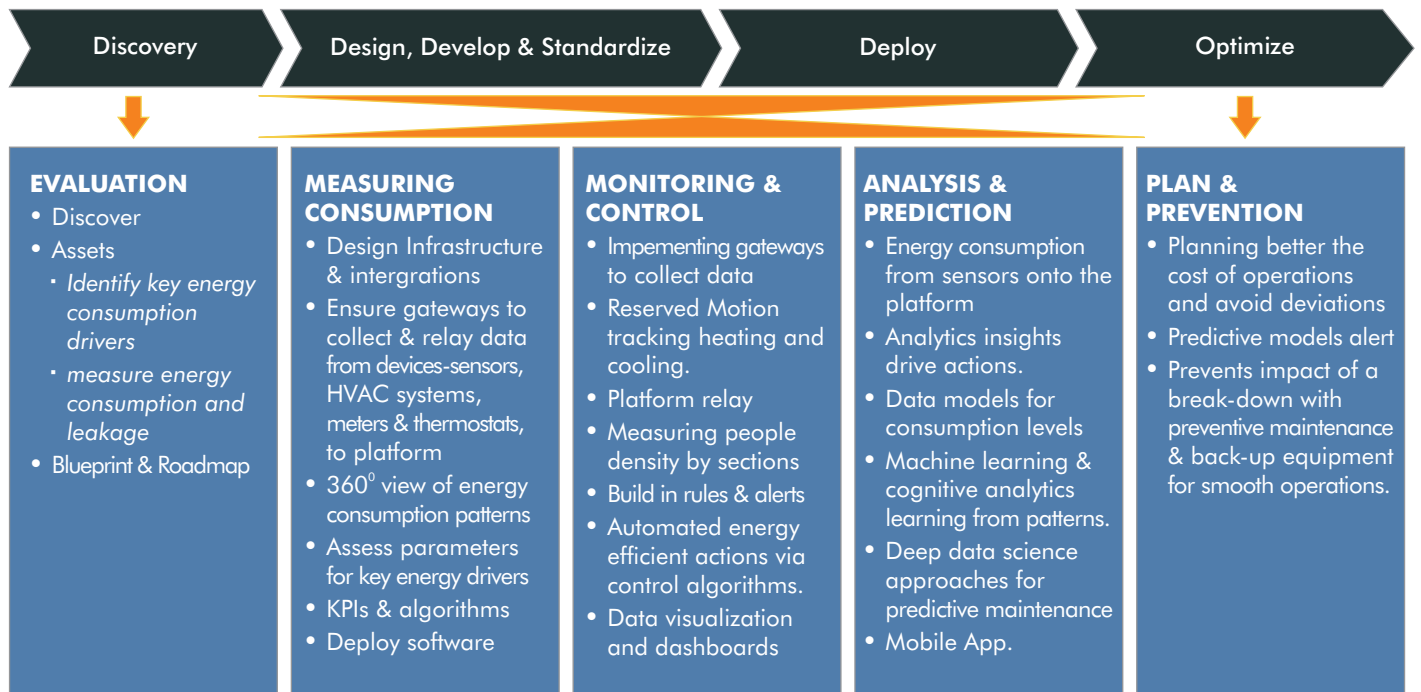 Discovery
Design, Develop & Standardize
Deploy
Optimize
EVALUATION
• Discover
• Assets
▪ Identify key energy
consumption
drivers
▪ measure energy
consumption and
leakage
• Blueprint & Roadmap
MEASURING
CONSUMPTION
• Design Infrastructure
& intergrations
• Ensure gateways to
collect & relay data
from devices-sensors,
HVAC systems,
meters & thermostats,
to platform
• 360⁰ view of energy
consumption patterns
• Assess parameters
for key energy drivers
• KPIs & algorithms
• Deploy software
MONITORING &
CONTROL
• Impementing gateways
to collect data
• Reserved Motion
tracking heating and
cooling.
• Platform relay
• Measuring people
density by sections
• Build in rules & alerts
• Automated energy
efficient actions via
control algorithms.
• Data visualization
and dashboards
ANALYSIS &
PREDICTION
• Energy consumption
from sensors onto the
platform
• Analytics insights
drive actions.
• Data models for
consumption levels
• Machine learning &
cognitive analytics
learning from patterns.
• Deep data science
approaches for
predictive maintenance
• Mobile App.
PLAN &
PREVENTION
• Planning better the
cost of operations
and avoid deviations
• Predictive models alert
• Prevents impact of a
break-down with
preventive maintenance
& back-up equipment
for smooth operations.